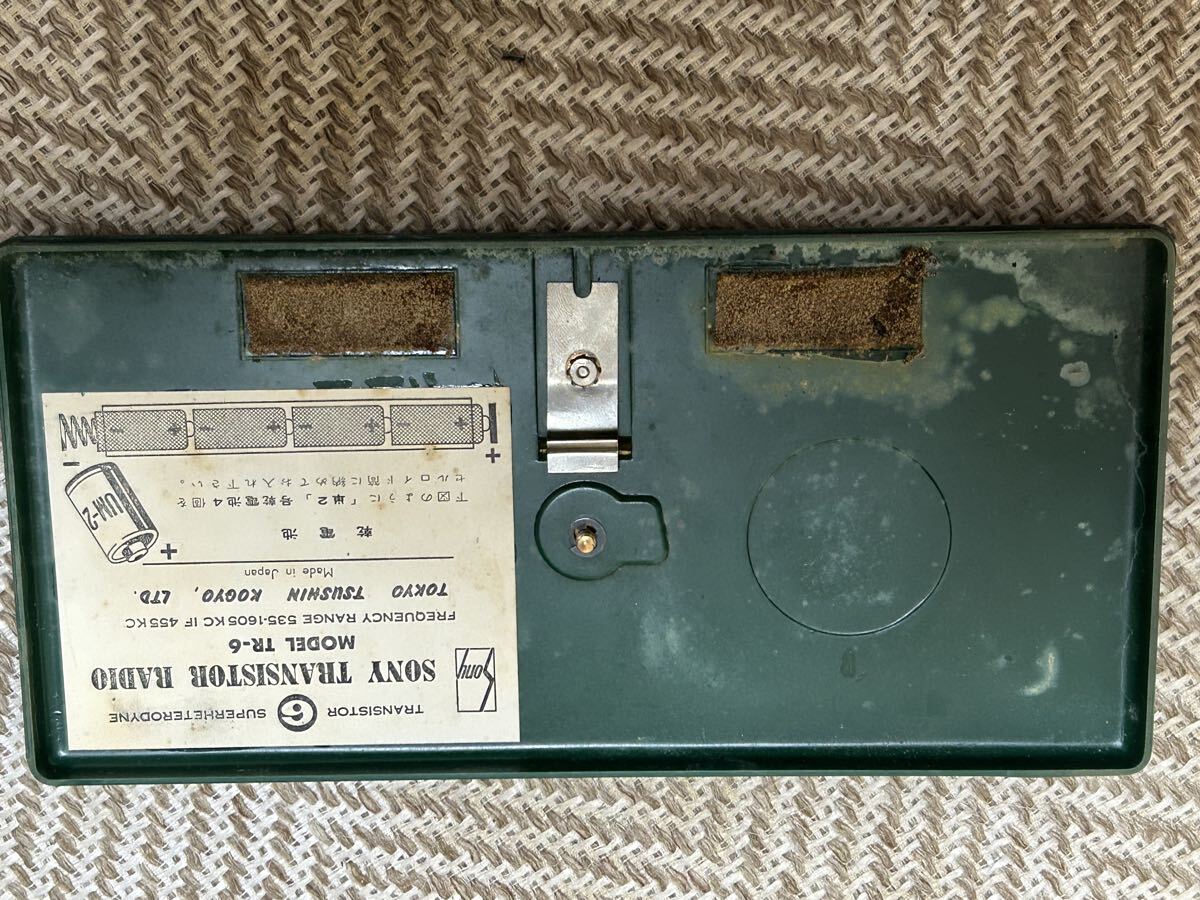 TRANSISTOR 6 SUPERHETERODYNE
Sony
SONY TRANSISTOR RADIO
MODEL TR-6
FREQUENCY RANGE 535-1605KC IF 455KC
TOKYO TSUSHIN KOGYO, LTD.
Made in Japan
乾電池
下図のように「単2」号乾電池4個を
セルロイド筒に納めてお入れ下さい。
+
UM-2
+
-